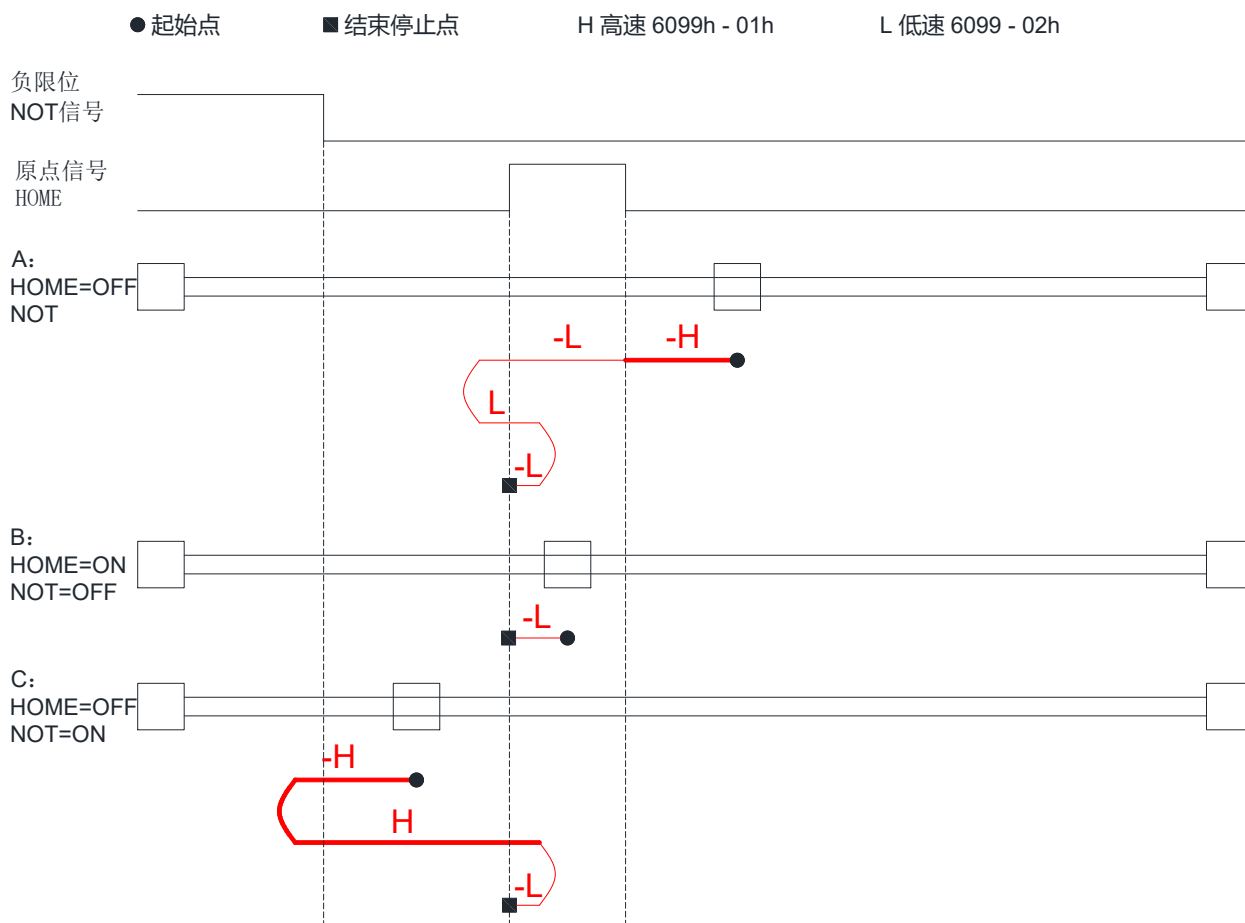 ● 起始点 ■ 结束停止点 H 高速 6099h - 01h L 低速 6099 - 02h
负限位
NOT信号
原点信号
HOME
A:
HOME=OFF
NOT
-L -H
L
-L
B:
HOME=ON
NOT=OFF
-L
C:
HOME=OFF
NOT=ON
-H
H
-L